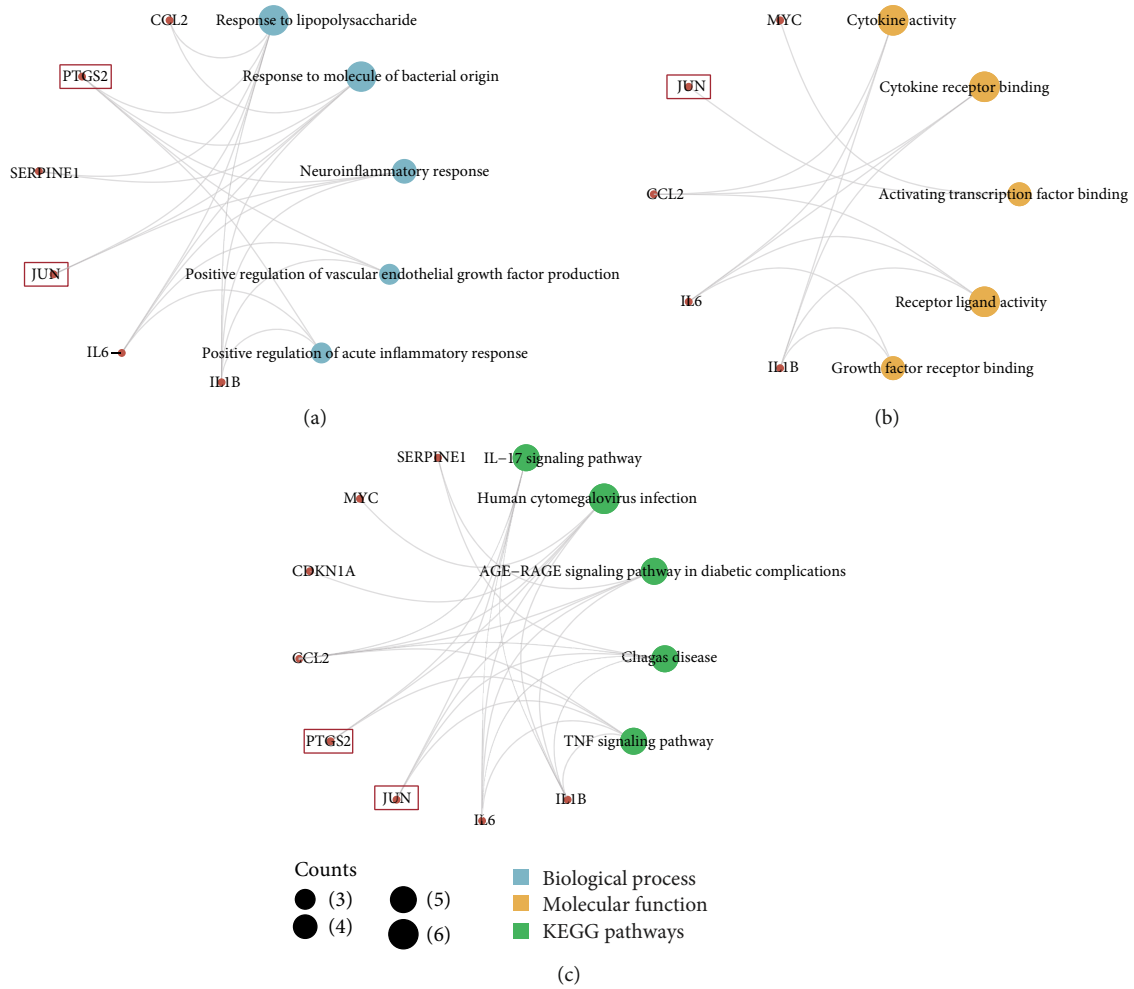 CCL2
Response to lipopolysaccharide
PTGS2
Response to molecule of bacterial origin
SERPINE1
Neuroinflammatory response
JUN
Positive regulation of vascular endothelial growth factor production
IL6
Positive regulation of acute inflammatory response
IL1B
(a)
MYC
Cytokine activity
JUN
Cytokine receptor binding
CCL2
Activating transcription factor binding
IL6
Receptor ligand activity
IL1B
Growth factor receptor binding
(b)
SERPINE1
IL−17 signaling pathway
MYC
Human cytomegalovirus infection
CDKN1A
AGE−RAGE signaling pathway in diabetic complications
CCL2
Chagas disease
PTGS2
TNF signaling pathway
JUN
IL6
IL1B
Counts
(3)
(4)
(5)
(6)
Biological process
Molecular function
KEGG pathways
(c)